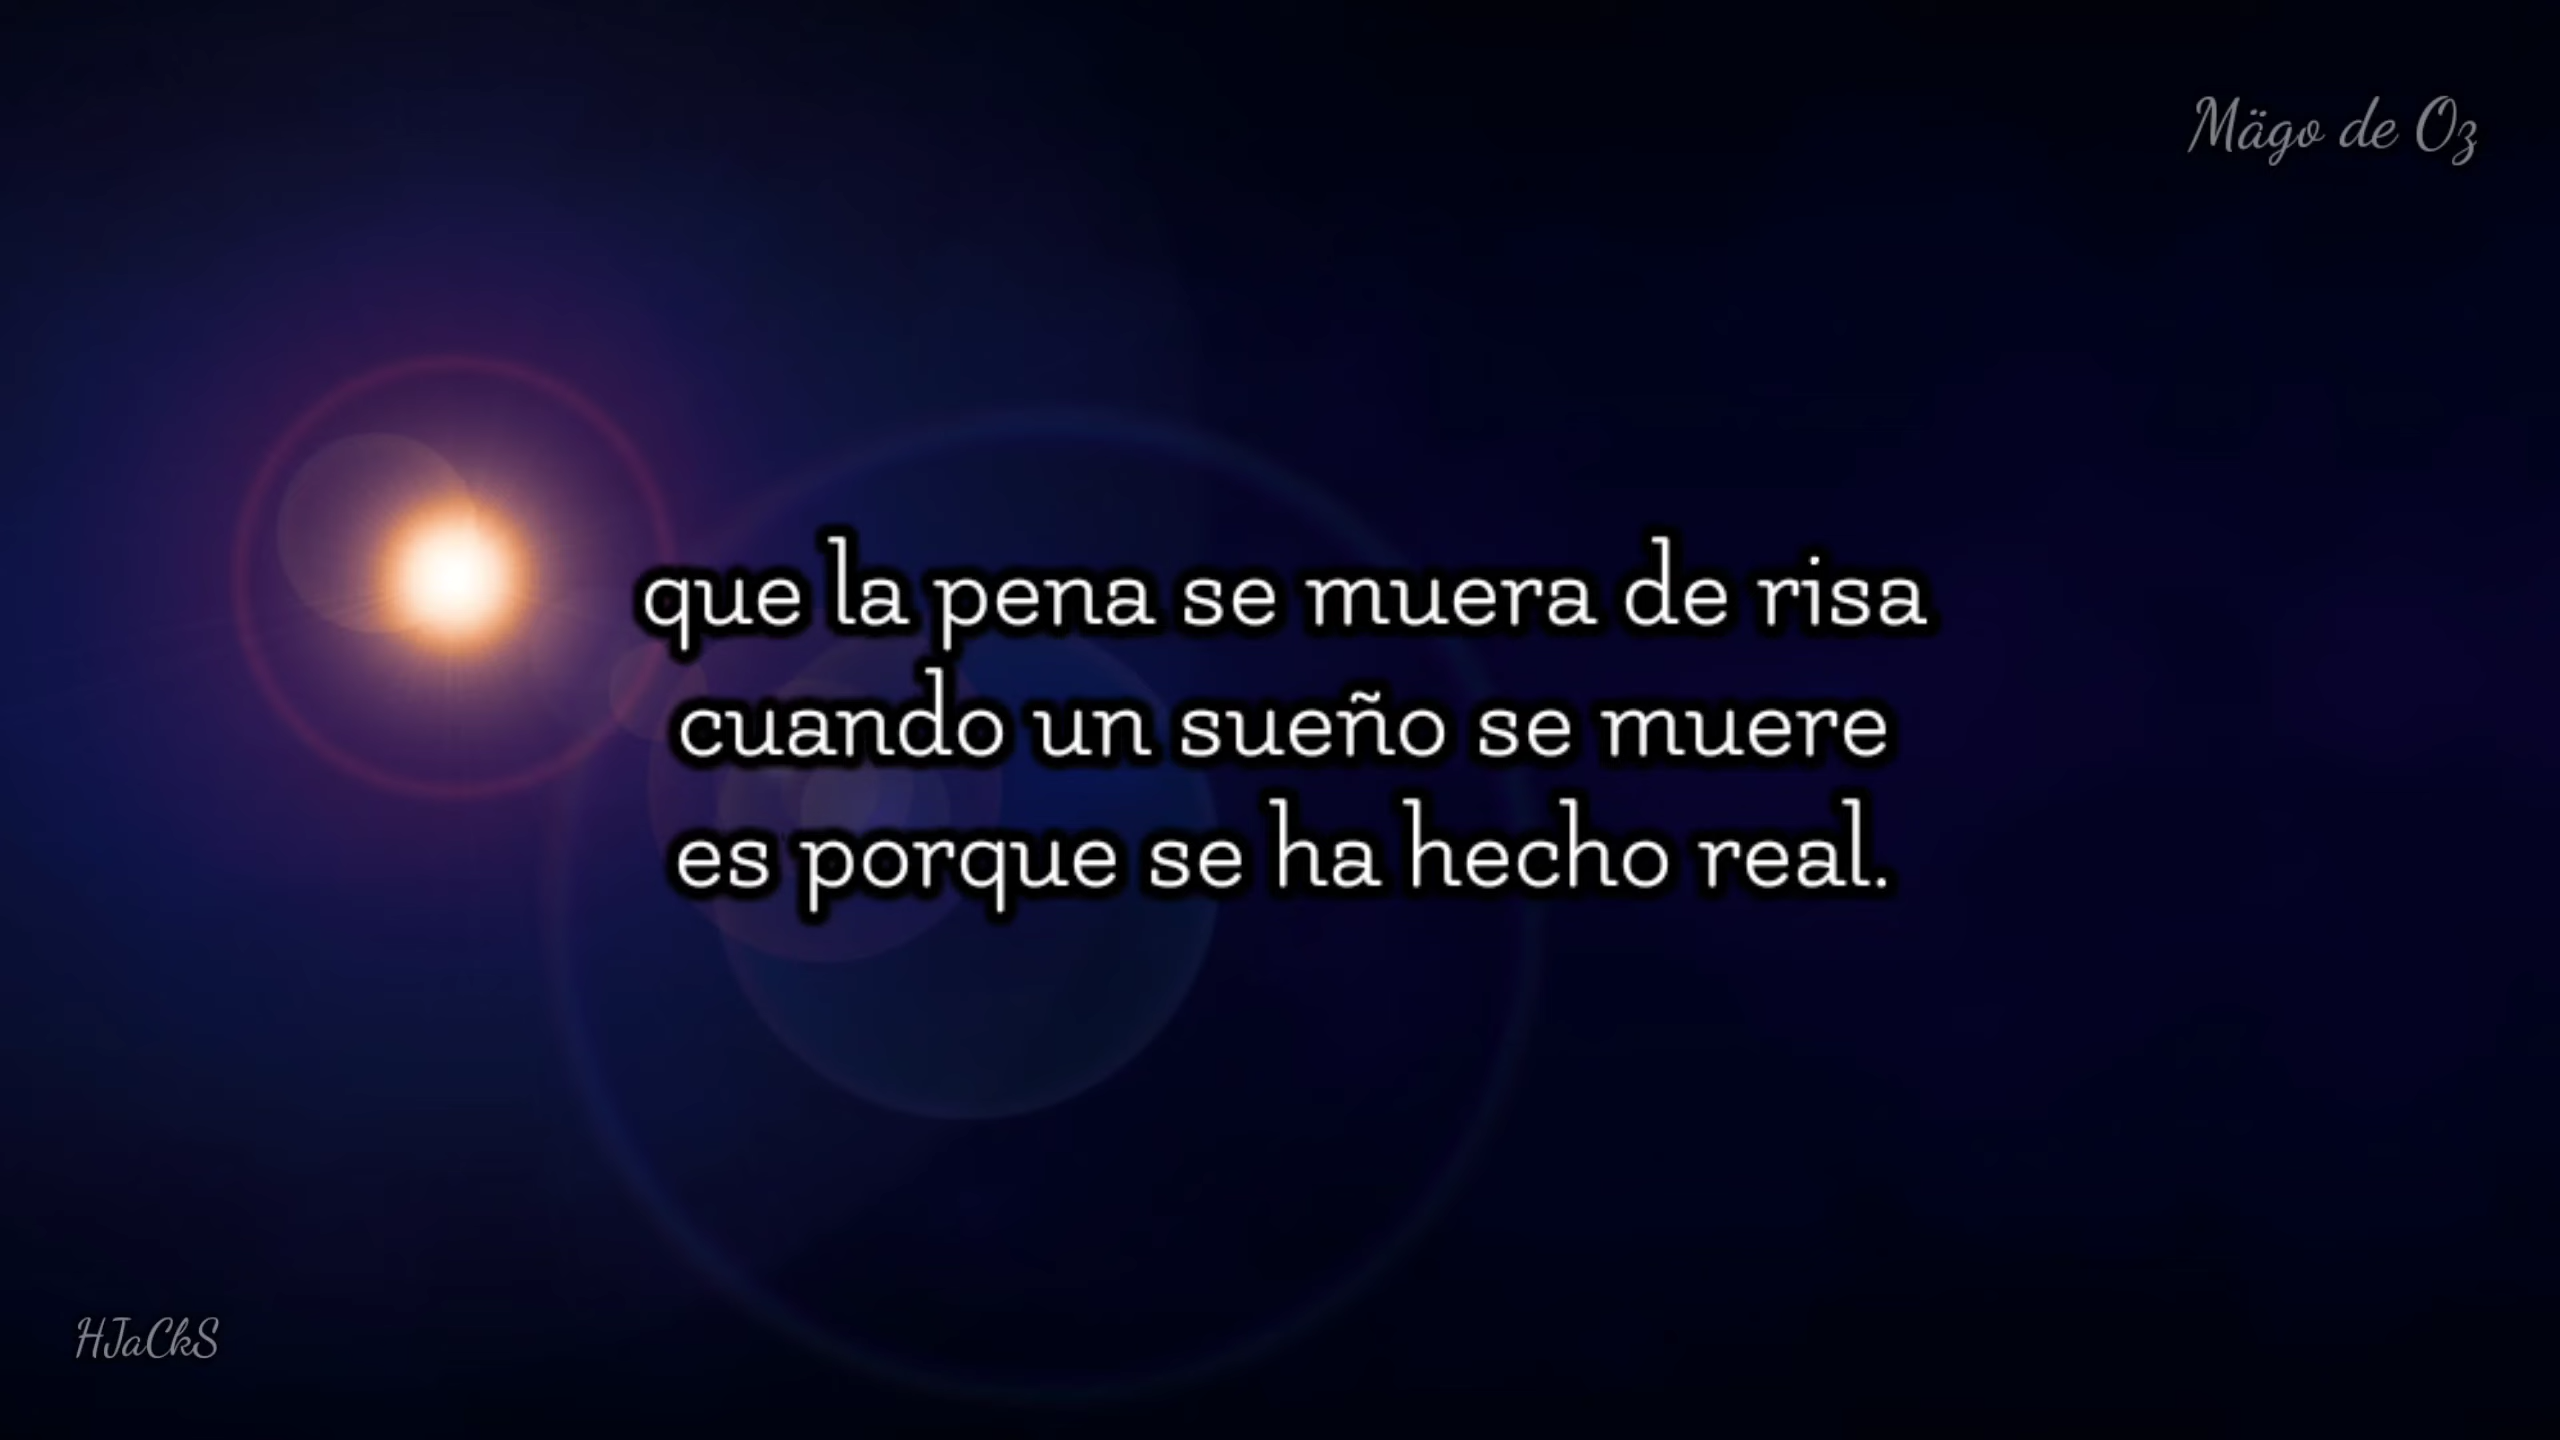 Mägo de Oz
que la pena se muera de risa
cuando un sueño se muere
es porque se ha hecho real.
HJaCkS